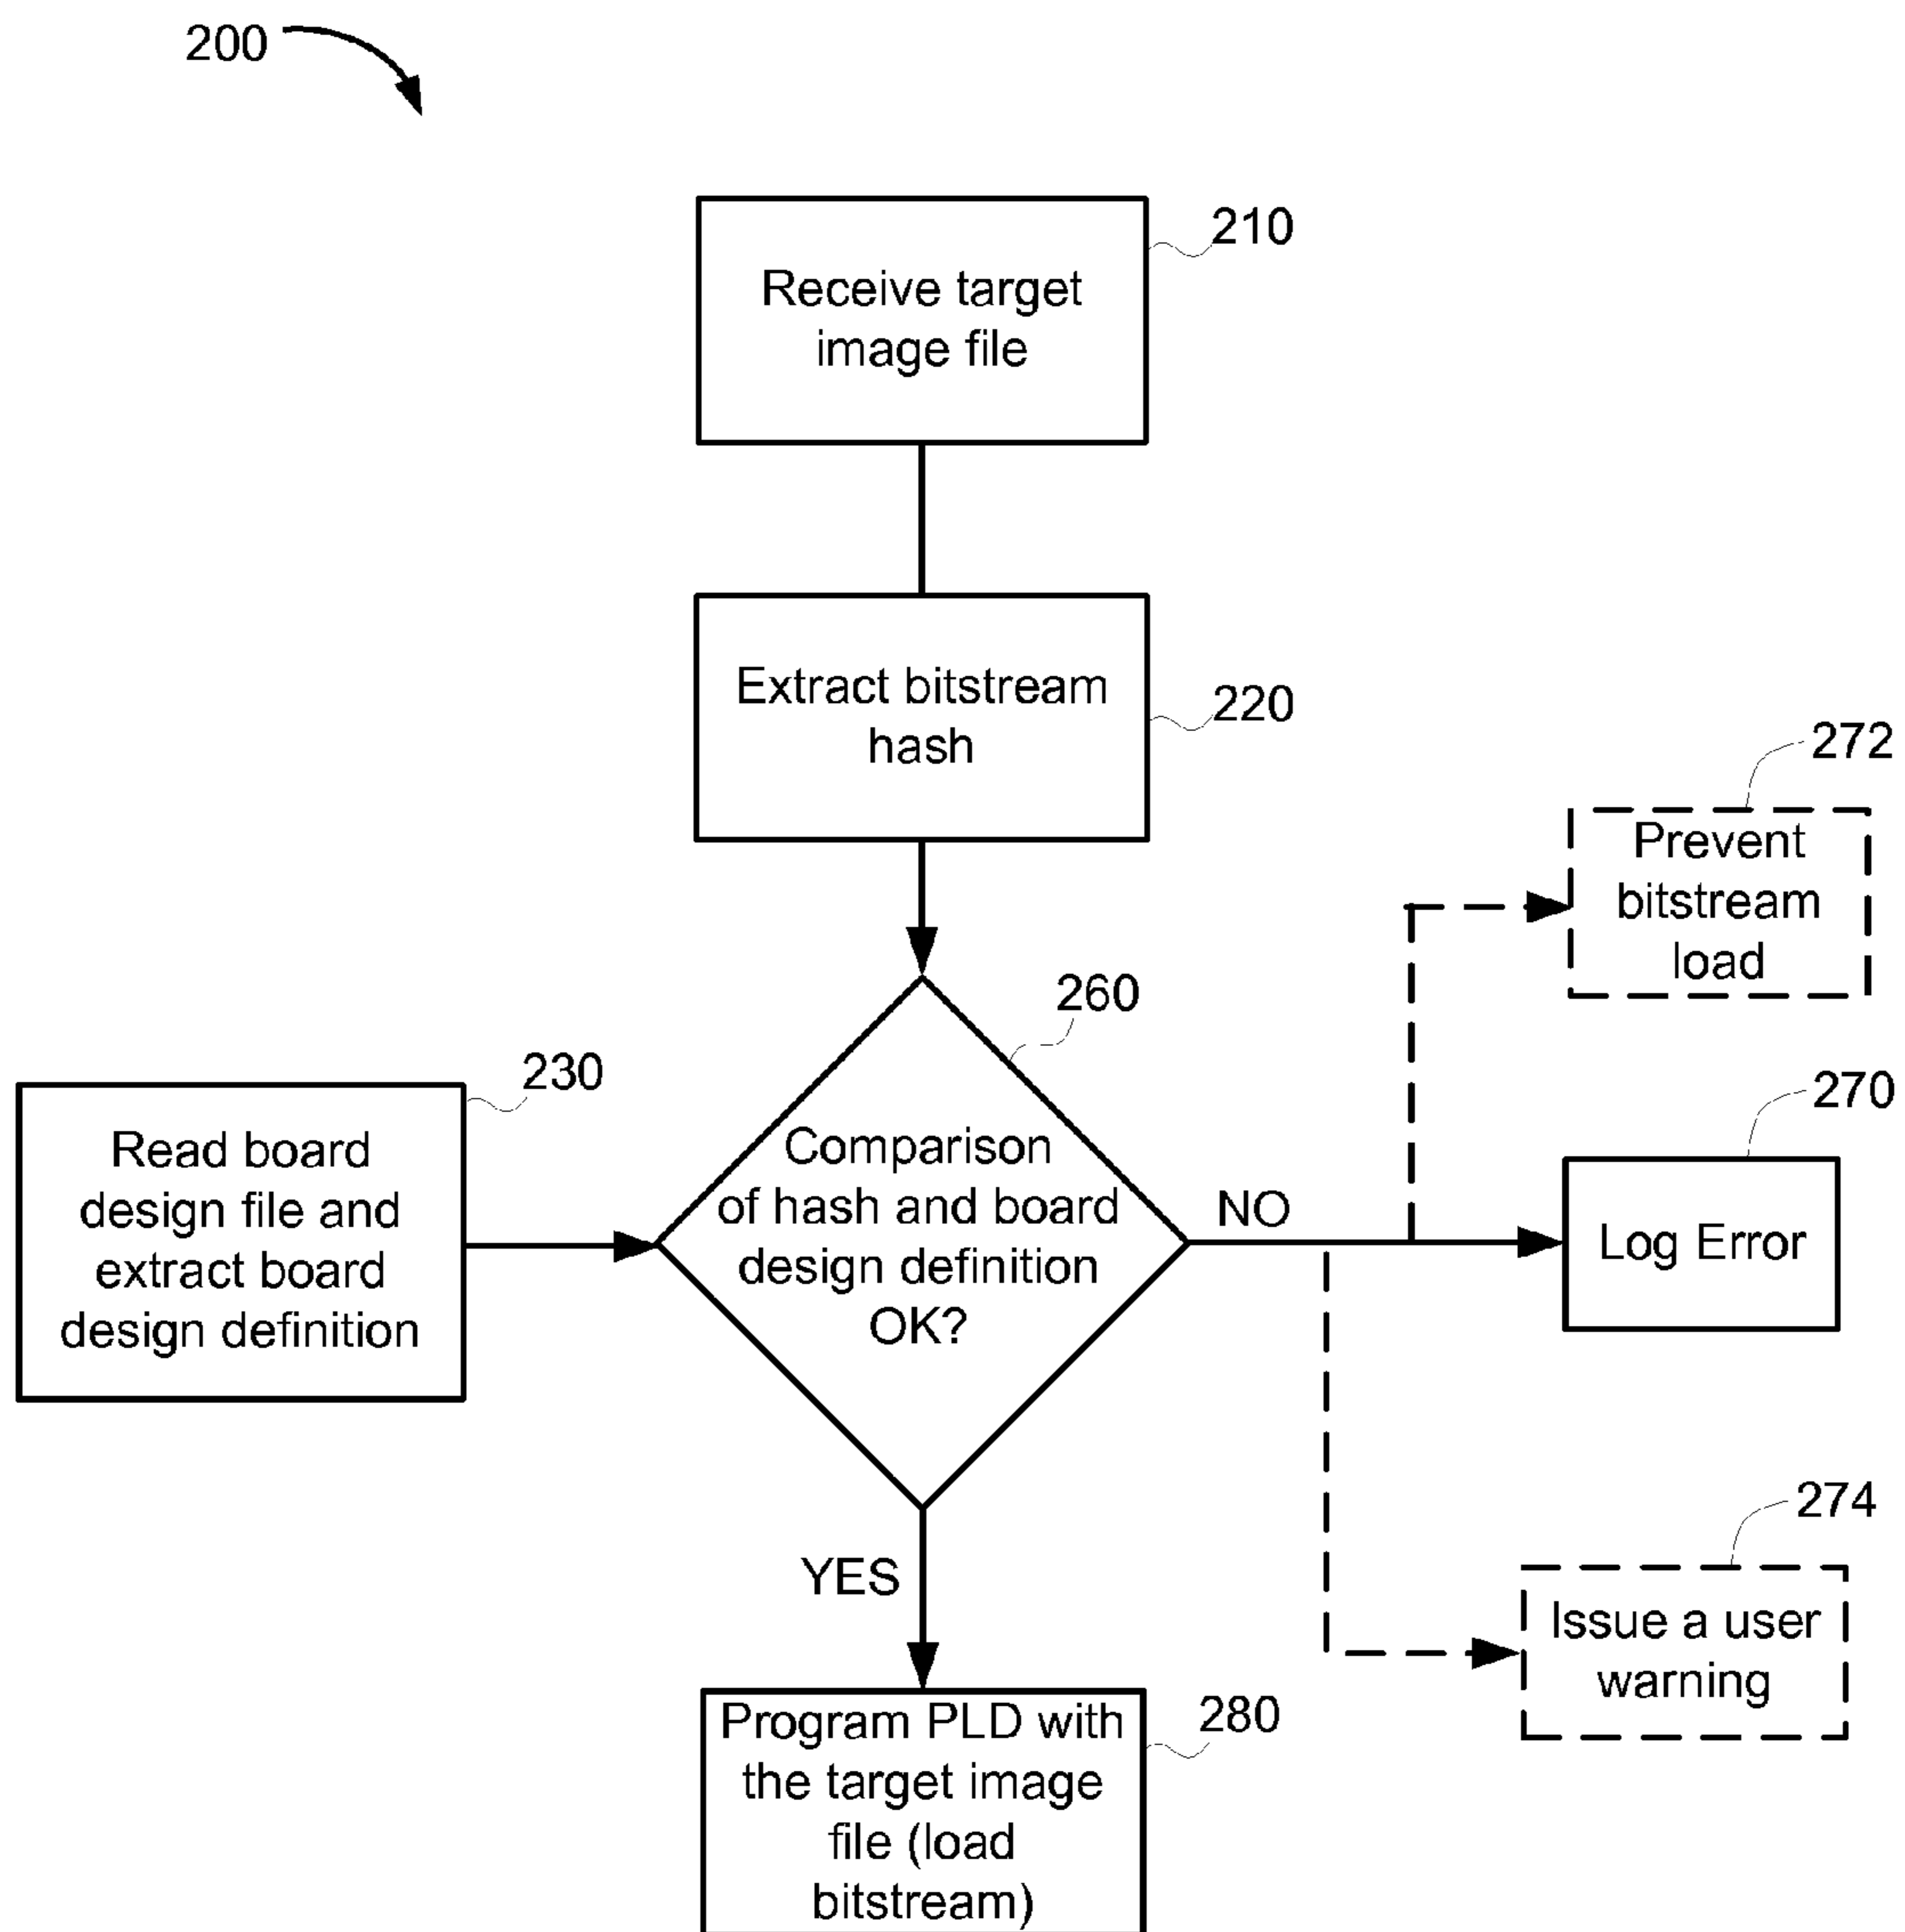 200
210
Receive target
image file
220
Extract bitstream
hash
272
Prevent
bitstream
load
260
230
Read board
design file and
extract board
design definition
Comparison
of hash and board
design definition
OK?
NO
270
Log Error
274
Issue a user
warning
YES
280
Program PLD with
the target image
file (load
bitstream)